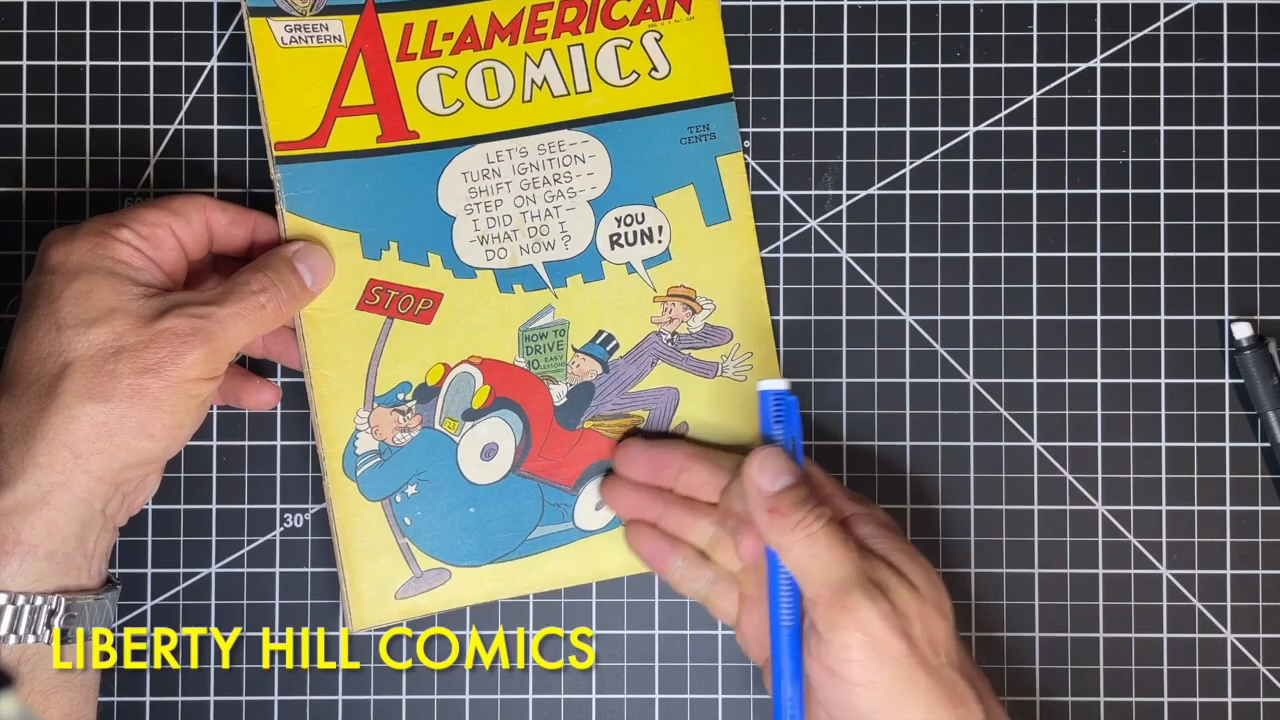 GREEN
LANTERN
ALL-AMERICAN
COMICS
TEN
CENTS
LET'S SEE--
TURN IGNITION-
SHIFT GEARS--
STEP ON GAS--
I DID THAT-
-WHAT DO I
DO NOW?
YOU
RUN!
STOP
HOW TO
DRIVE
10 EASY
LESSONS
30°
LIBERTY HILL COMICS